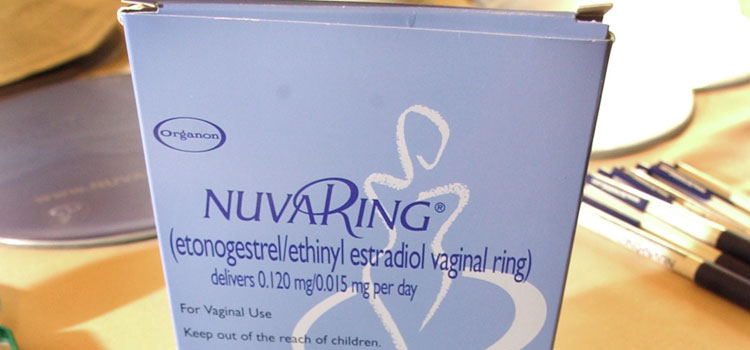 Organon
NUVARING®
(etonogestrel/ethinyl estradiol vaginal ring)
delivers 0.120 mg/0.015 mg per day
For Vaginal Use
Keep out of the reach of children.